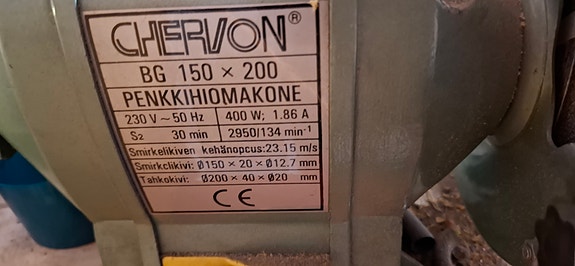 CHERVON®
BG 150 × 200
PENKKIHIOMAKONE
230 V ~ 50 Hz 400 W; 1.86 A
S2 30 min 2950/134 min⁻¹
Smirkelikiven kehänopcus: 23.15 m/s
Smirkclikivi: Ø150 × 20 × Ø12.7 mm
Tahkokivi: Ø200 × 40 × Ø20 mm
CE